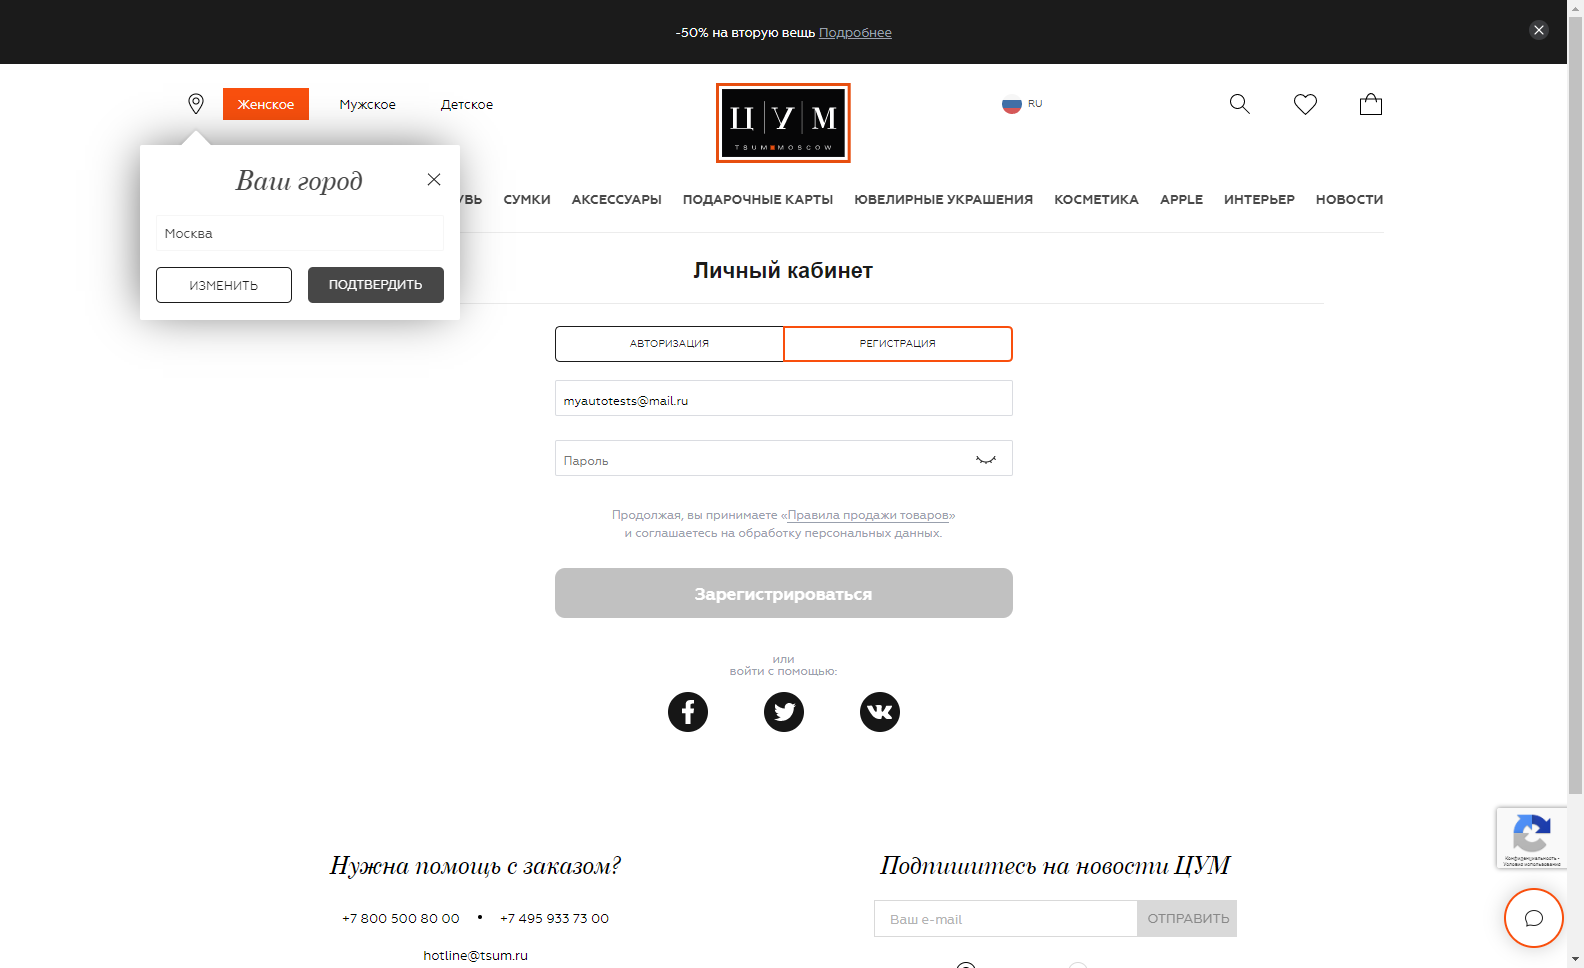 -50% на вторую вещь Подробнее
Женское
Мужское
Детское
Ц У М
TSUM MOSCOW
RU
Ваш город
Москва
ИЗМЕНИТЬ
ПОДТВЕРДИТЬ
УВЬ
СУМКИ
АКСЕССУАРЫ
ПОДАРОЧНЫЕ КАРТЫ
ЮВЕЛИРНЫЕ УКРАШЕНИЯ
КОСМЕТИКА
APPLE
ИНТЕРЬЕР
НОВОСТИ
Личный кабинет
АВТОРИЗАЦИЯ
РЕГИСТРАЦИЯ
myautotests@mail.ru
Пароль
Продолжая, вы принимаете «Правила продажи товаров»
и соглашаетесь на обработку персональных данных.
Зарегистрироваться
или
войти с помощью:
Конфиденциальность -
Условия использования
Нужна помощь с заказом?
+7 800 500 80 00 • +7 495 933 73 00
hotline@tsum.ru
Подпишитесь на новости ЦУМ
Ваш e-mail
ОТПРАВИТЬ